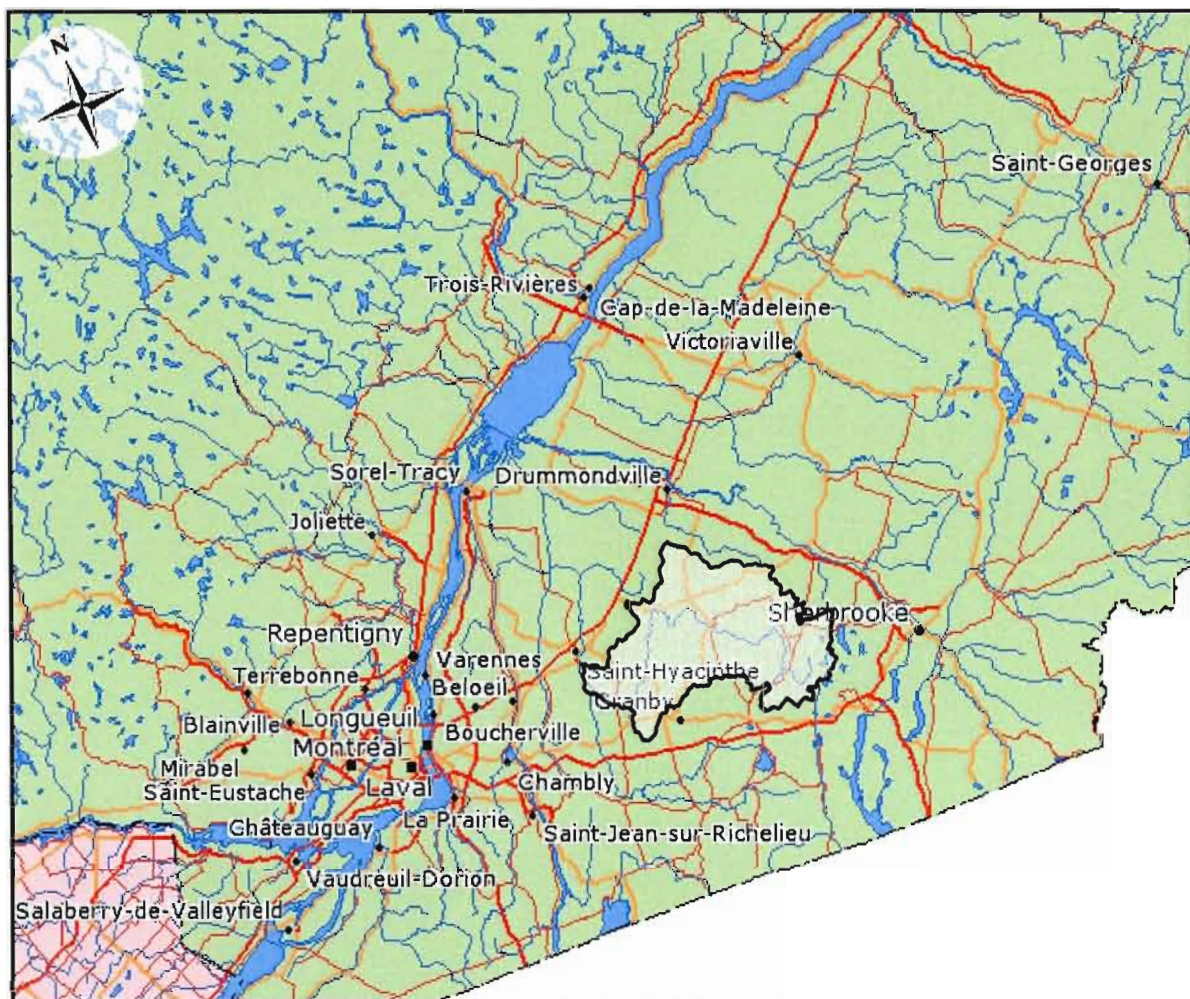 N
Saint-Georges
Trois-Rivières
Cap-de-la-Madeleine
Victoriaville
Sorel-Tracy
Drummondville
Joliette
Sherbrooke
Repentigny
Varennes
Saint-Hyacinthe
Terrebonne
Beloeil
Granby
Longueuil
Blainville
Boucherville
Montréal
Mirabel
Chambly
Saint-Eustache
Laval
La Prairie
Châteauguay
Saint-Jean-sur-Richelieu
Vaudreuil-Dorion
Salaberry-de-Valleyfield